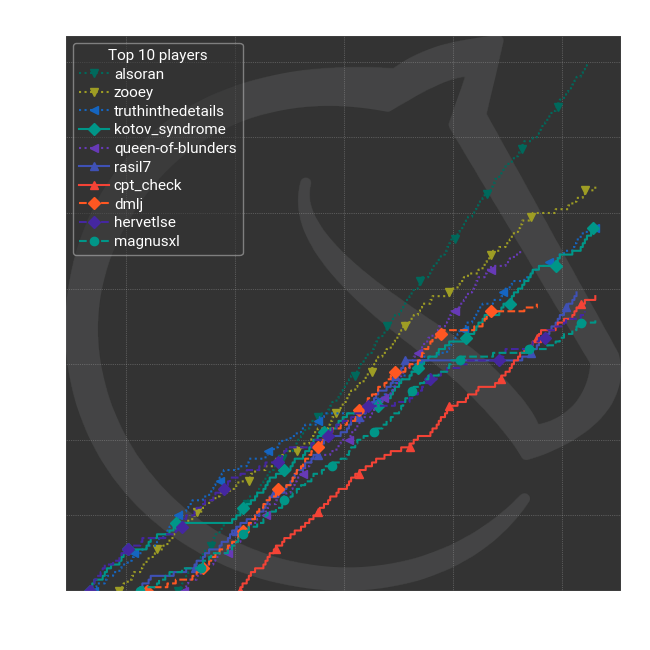 Top 10 players
alsoran
zooey
truthinthedetails
kotov_syndrome
queen-of-blunders
rasil7
cpt_check
dmlj
hervetlse
magnusxl